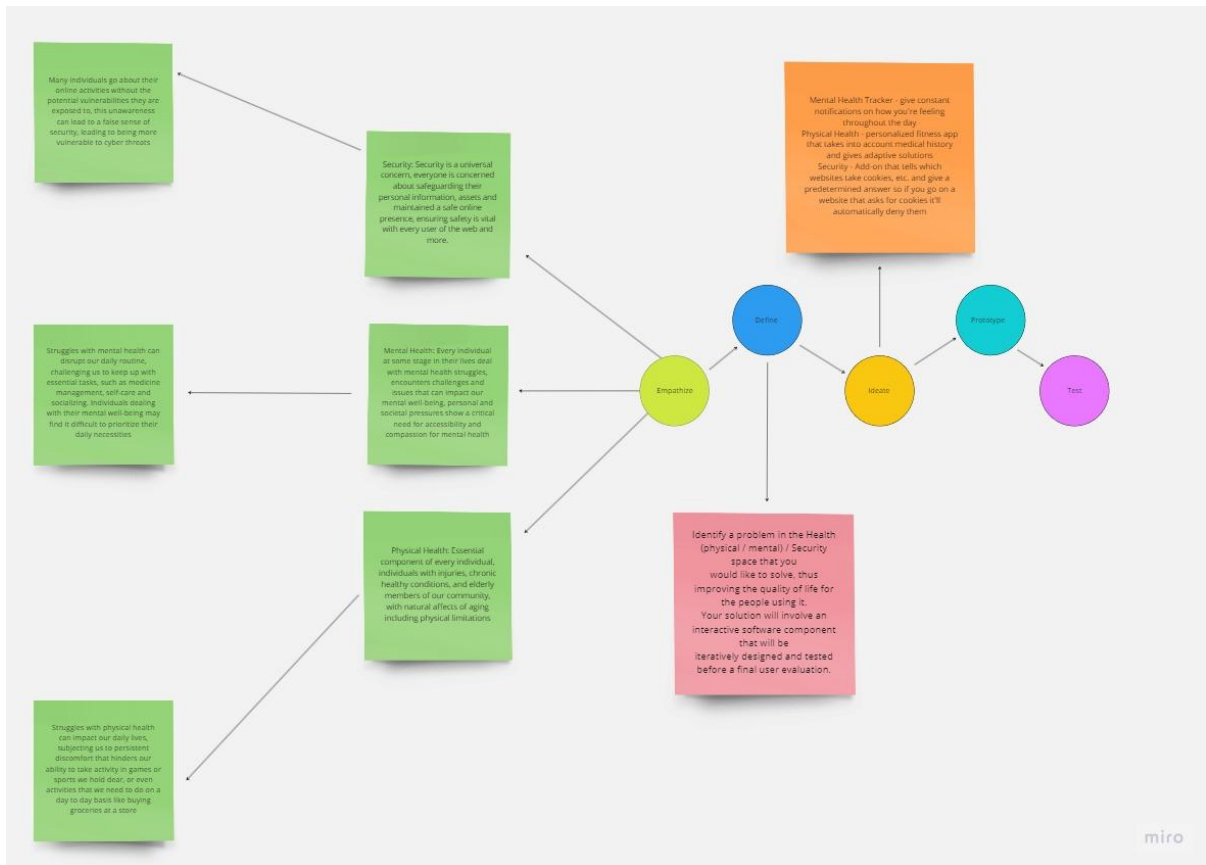 Many individuals go about their
online activities without the
potential vulnerabilities they are
exposed to, this unawareness
can lead to a false sense of
security, leading to being more
vulnerable to cyber threats
Security: Security is a universal
concern, everyone is concerned
about safeguarding their
personal information, assets and
maintained a safe online
presence, ensuring safety is vital
with every user of the web and
more.
Mental Health Tracker - give constant
notifications on how you're feeling
throughout the day
Physical Health - personalized fitness app
that takes into account medical history
and gives adaptive solutions
Security - Add-on that tells which
websites take cookies, etc. and give a
predetermined answer so if you go on a
website that asks for cookies it'll
automatically deny them
Struggles with mental health can
disrupt our daily routine,
challenging us to keep up with
essential tasks, such as medicine
management, self-care and
socializing. Individuals dealing
with their mental well-being may
find it difficult to prioritize their
daily necessities
Mental Health: Every individual
at some stage in their lives deal
with mental health struggles,
encounters challenges and
issues that can impact our
mental well-being, personal and
societal pressures show a critical
need for accessibility and
compassion for mental health
Empathize
Define
Ideate
Prototype
Test
Physical Health: Essential
component of every individual,
individuals with injuries, chronic
healthy conditions, and elderly
members of our community,
with natural affects of aging
including physical limitations
Identify a problem in the Health
(physical / mental) / Security
space that you
would like to solve, thus
improving the quality of life for
the people using it.
Your solution will involve an
interactive software component
that will be
iteratively designed and tested
before a final user evaluation.
Struggles with physical health
can impact our daily lives,
subjecting us to persistent
discomfort that hinders our
ability to take activity in games or
sports we hold dear, or even
activities that we need to do on a
day to day basis like buying
groceries at a store
miro